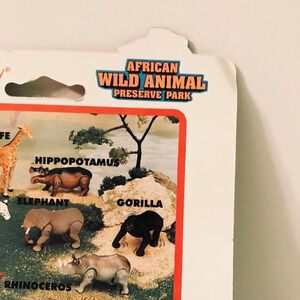 AFRICAN
WILD ANIMAL
PRESERVE PARK
FE
HIPPOPOTAMUS
ELEPHANT
GORILLA
RHINOCEROS